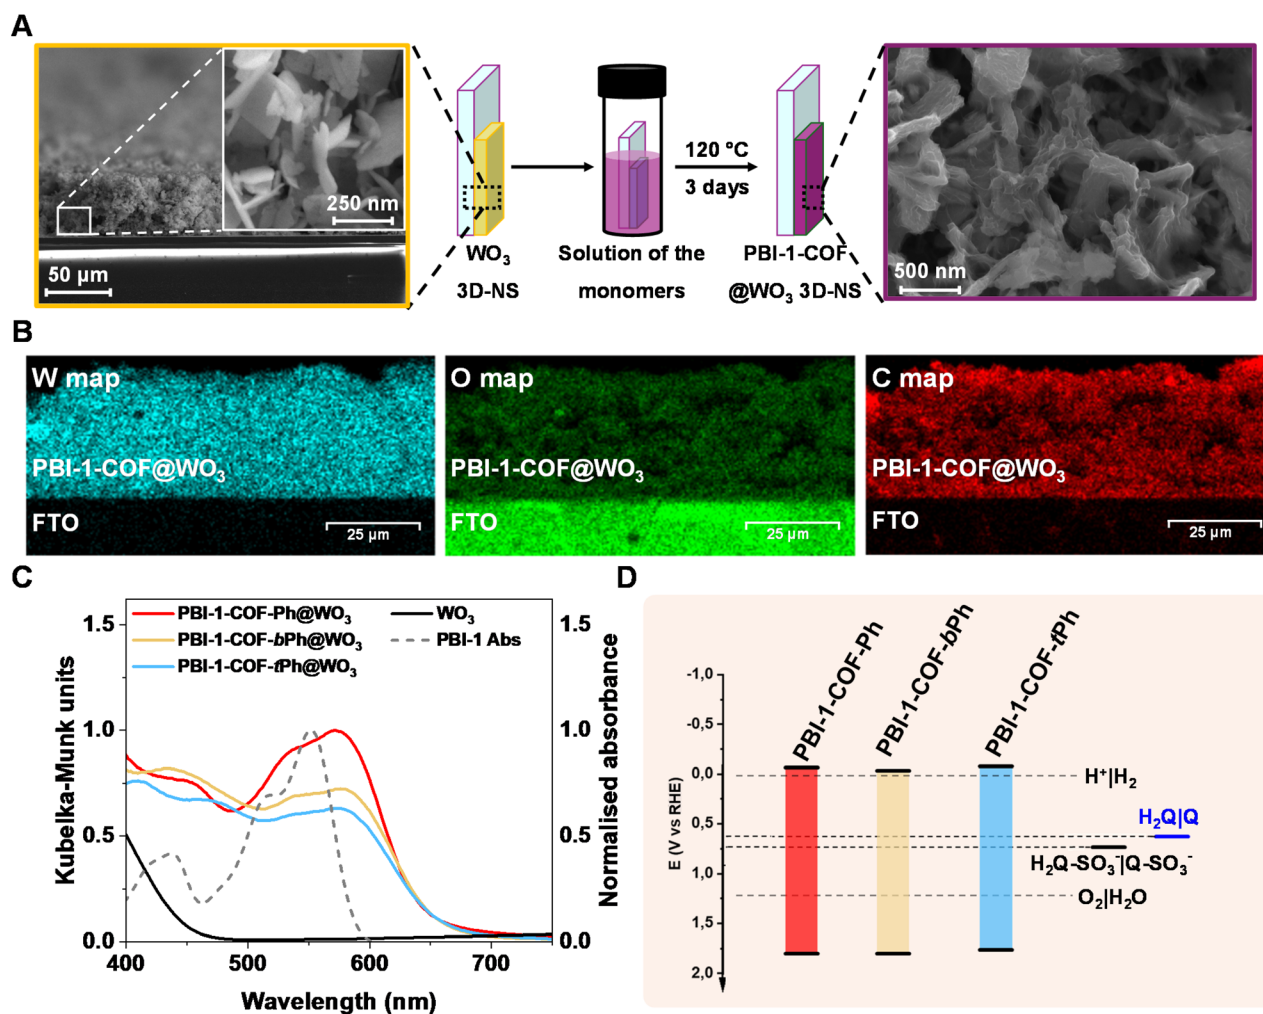 A
250 nm
50 µm
WO₃
3D-NS
Solution of the
monomers
120 °C
3 days
PBI-1-COF
@WO₃ 3D-NS
500 nm
B
W map
PBI-1-COF@WO₃
FTO
25 µm
O map
PBI-1-COF@WO₃
FTO
25 µm
C map
PBI-1-COF@WO₃
FTO
25 µm
C
PBI-1-COF-Ph@WO₃
PBI-1-COF-bPh@WO₃
PBI-1-COF-tPh@WO₃
WO₃
PBI-1 Abs
Kubelka-Munk units
1.5
1.0
0.5
0.0
1.5
1.0
0.5
0.0
Normalised absorbance
400
500
600
700
Wavelength (nm)
D
E (V vs RHE)
-1,0
-0,5
0,0
0,5
1,0
1,5
2,0
PBI-1-COF-Ph
PBI-1-COF-bPh
PBI-1-COF-tPh
H⁺|H₂
H₂Q|Q
H₂Q-SO₃⁻|Q-SO₃⁻
O₂|H₂O